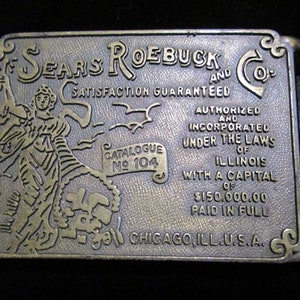 SEARS ROEBUCK AND CO.
SATISFACTION GUARANTEED
AUTHORIZED
AND
INCORPORATED
UNDER THE LAWS
OF
ILLINOIS
WITH A CAPITAL
OF
$150,000.00
PAID IN FULL
CATALOGUE
No 104
CHICAGO, ILL. U.S.A.